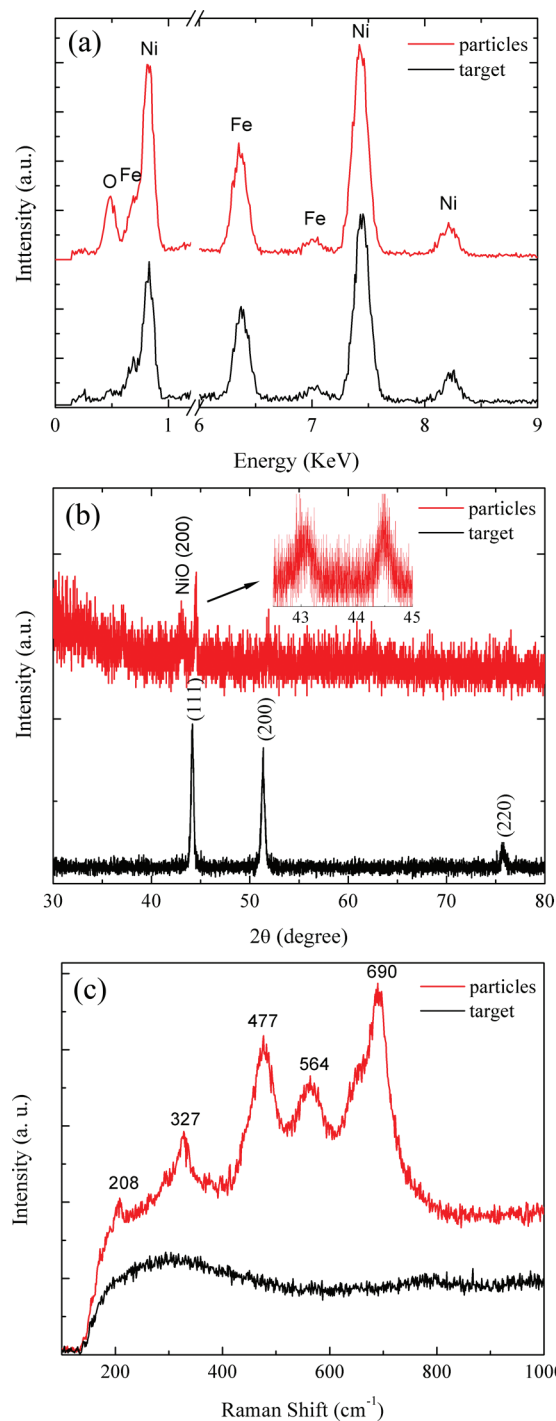 (a)
particles
target
Ni
Ni
Fe
O
Fe
Fe
Ni
Inttensity (a.u.)
0
1
6
7
8
9
Energy (KeV)
(b)
particles
target
NiO (200)
43
44
45
(111)
(200)
(220)
Intensity (a.u.)
30
40
50
60
70
80
2θ (degree)
(c)
particles
target
690
477
564
327
208
Intensity (a. u.)
200
400
600
800
1000
Raman Shift (cm⁻¹)